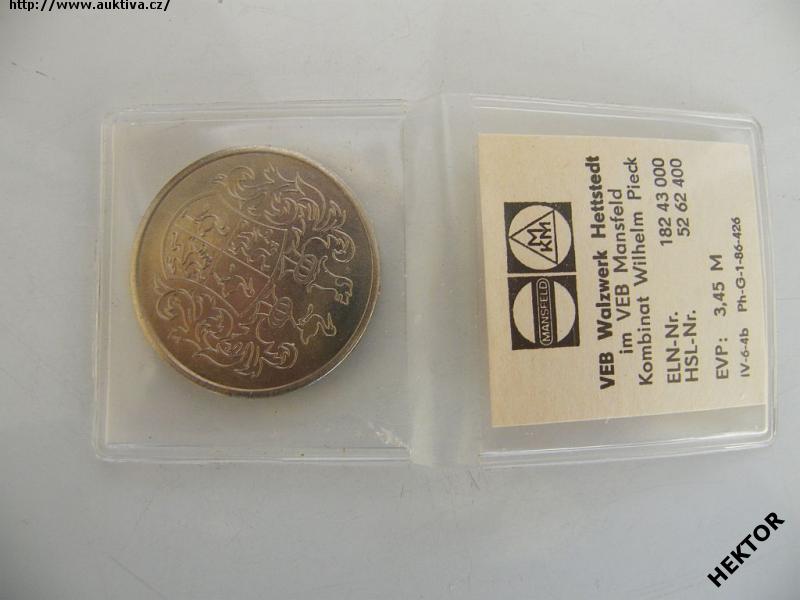 http://www.auktiva.cz/
MKM
MANSFELD
VEB Walzwerk Hettstedt
im VEB Mansfeld
Kombinat Wilhelm Pieck
ELN-Nr. 182 43 000
HSL-Nr. 52 62 400
EVP: 3,45 M
IV-6-4b Ph-G-1-86-426
HEKTOR